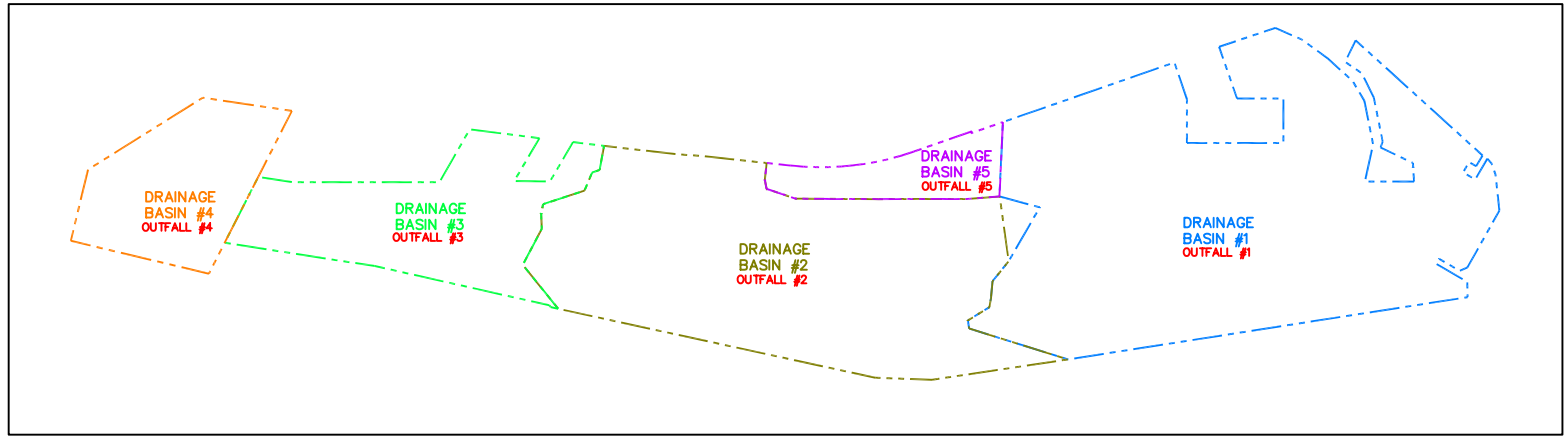 DRAINAGE
BASIN #4
OUTFALL #4
DRAINAGE
BASIN #3
OUTFALL #3
DRAINAGE
BASIN #2
OUTFALL #2
DRAINAGE
BASIN #5
OUTFALL #5
DRAINAGE
BASIN #1
OUTFALL #1